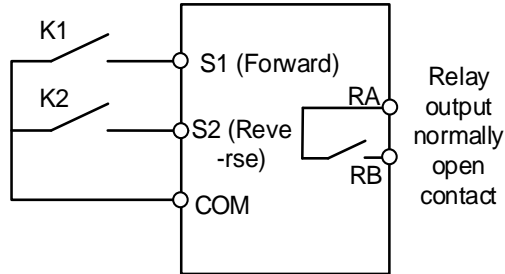 K1
S1 (Forward)
K2
S2 (Reve
-rse)
COM
RA
RB
Relay
output
normally
open
contact